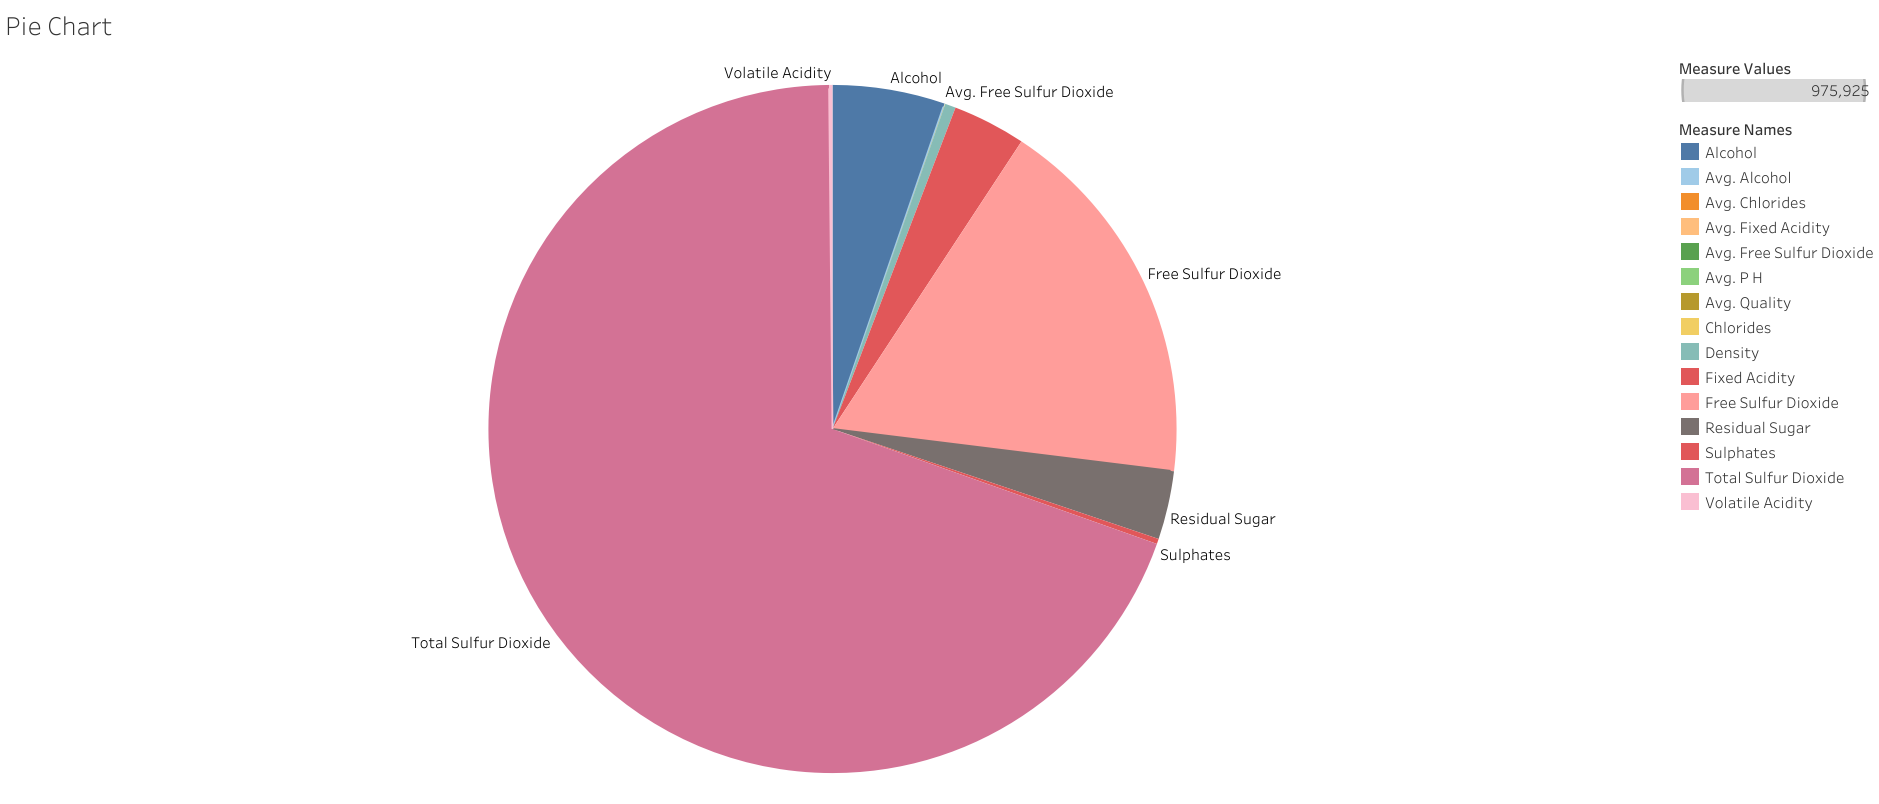 Pie Chart
Volatile Acidity
Alcohol
Avg. Free Sulfur Dioxide
Free Sulfur Dioxide
Residual Sugar
Sulphates
Total Sulfur Dioxide
Measure Values
975,925
Measure Names
Alcohol
Avg. Alcohol
Avg. Chlorides
Avg. Fixed Acidity
Avg. Free Sulfur Dioxide
Avg. P H
Avg. Quality
Chlorides
Density
Fixed Acidity
Free Sulfur Dioxide
Residual Sugar
Sulphates
Total Sulfur Dioxide
Volatile Acidity